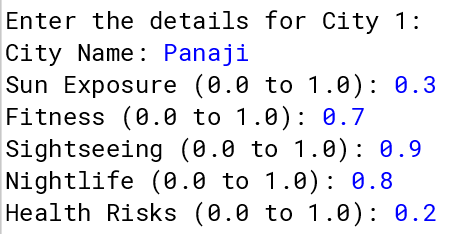 Enter the details for City 1:
City Name: Panaji
Sun Exposure (0.0 to 1.0): 0.3
Fitness (0.0 to 1.0): 0.7
Sightseeing (0.0 to 1.0): 0.9
Nightlife (0.0 to 1.0): 0.8
Health Risks (0.0 to 1.0): 0.2